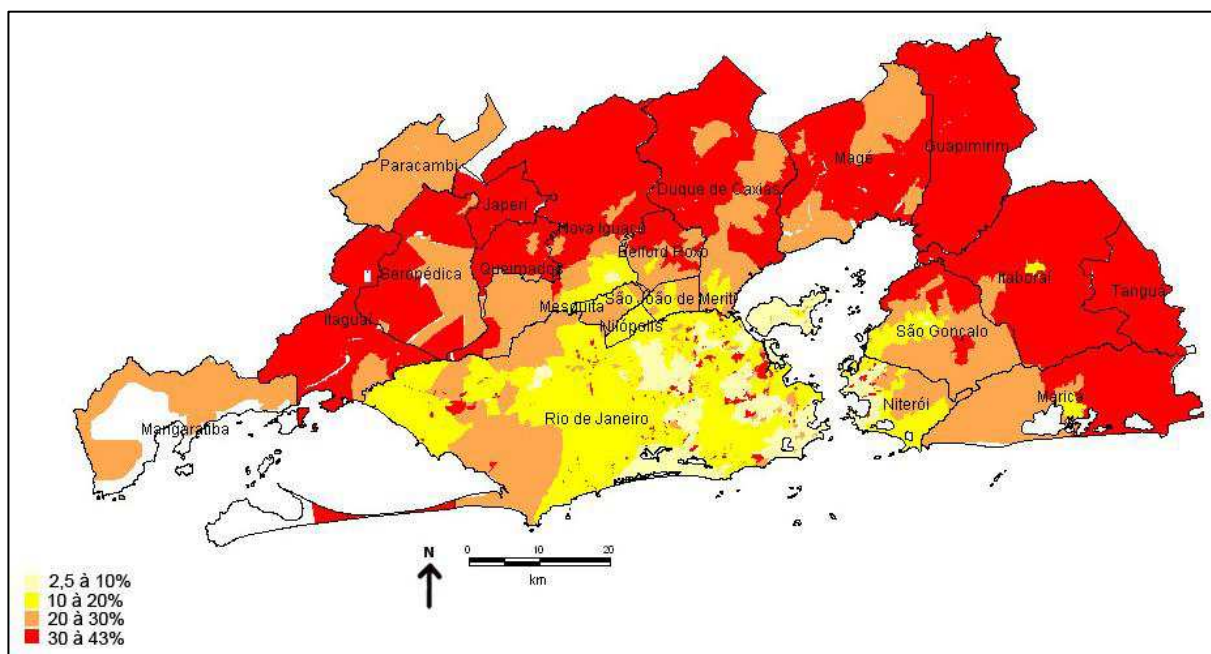 Paracambi
Magé
Guapimirim
Duque de Caxias
Japeri
Nova Iguaçu
Belford Roxo
Seropédica
Queimados
Itaboraí
Tanguá
Mesquita
São João de Meriti
Itaguaí
Nilópolis
São Gonçalo
Rio de Janeiro
Niterói
Maricá
Mangaratiba
N
0 10 20
km
2,5 à 10%
10 à 20%
20 à 30%
30 à 43%